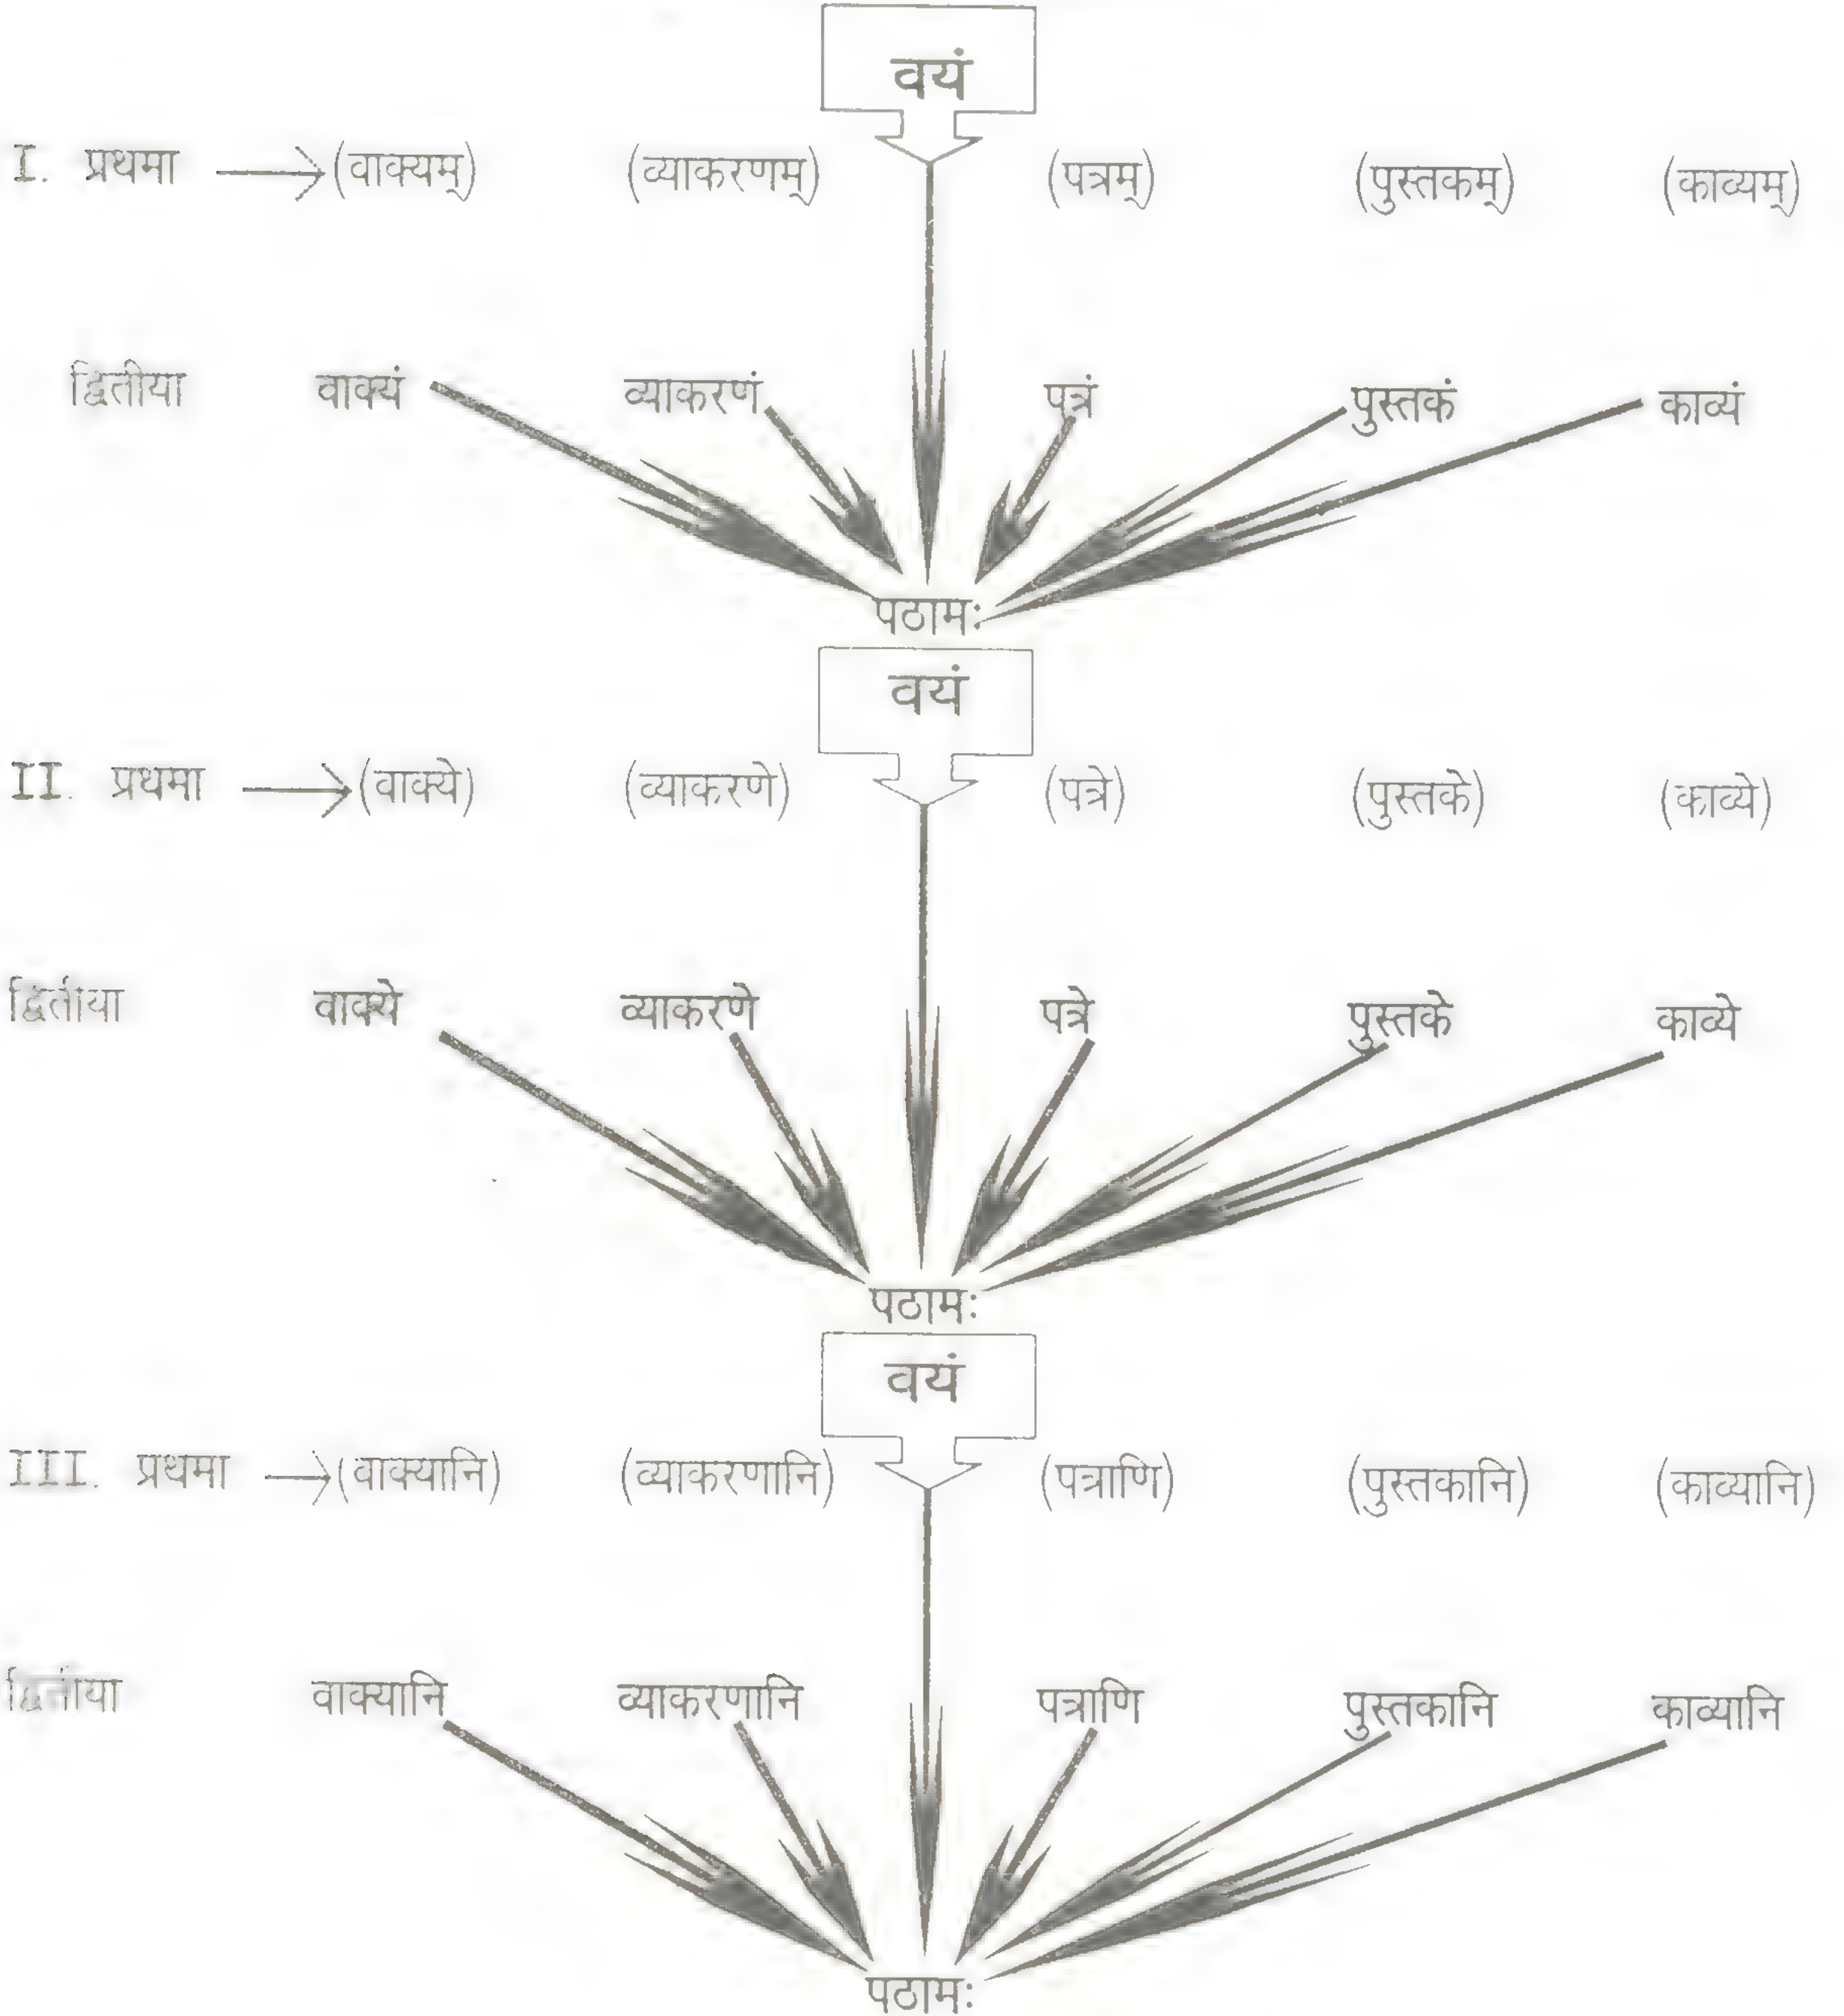 वयं
I. प्रथमा (वाक्यम्) (व्याकरणम्) (पत्रम्) (पुस्तकम्) (काव्यम्)
द्वितीया वाक्यं व्याकरणं पत्रं पुस्तकं काव्यं
पठामः
वयं
II. प्रथमा (वाक्ये) (व्याकरणे) (पत्रे) (पुस्तके) (काव्ये)
द्वितीया वाक्ये व्याकरणे पत्रे पुस्तके काव्ये
पठामः
वयं
III. प्रथमा (वाक्यानि) (व्याकरणानि) (पत्राणि) (पुस्तकानि) (काव्यानि)
द्वितीया वाक्यानि व्याकरणानि पत्राणि पुस्तकानि काव्यानि
पठामः